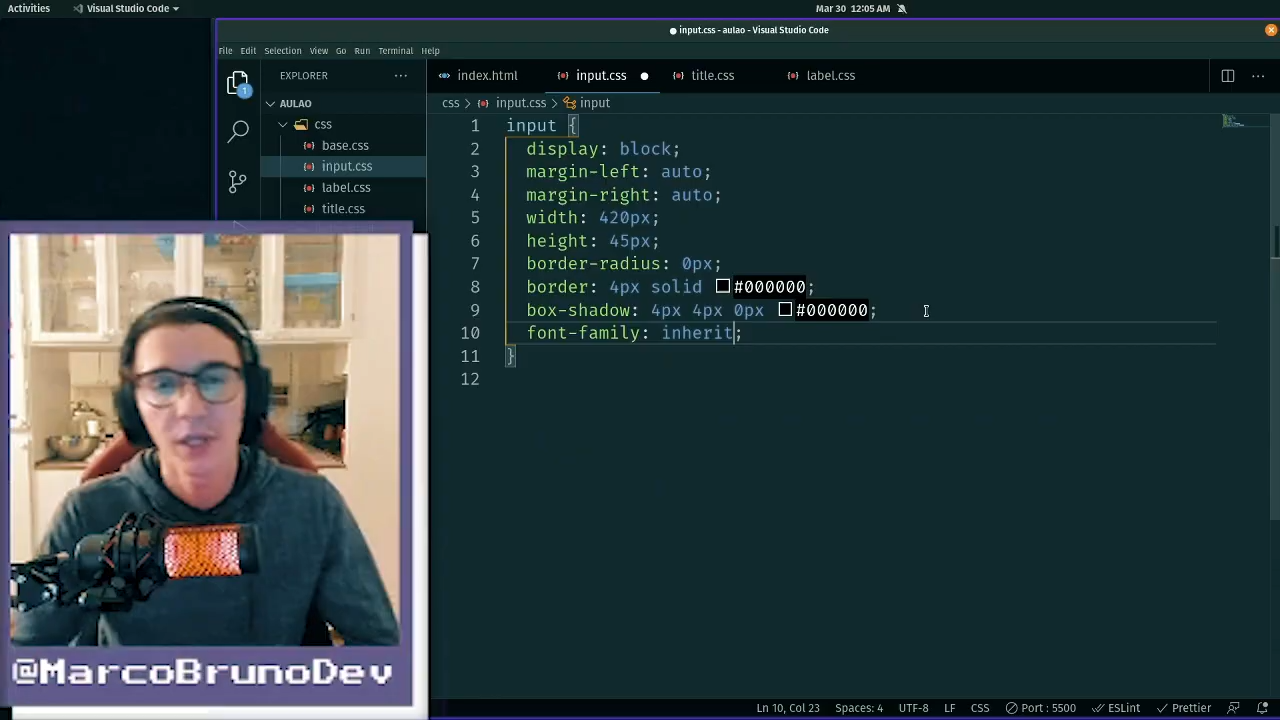 Activities
Visual Studio Code
Mar 30 12:05 AM
input.css - aulao - Visual Studio Code
File Edit Selection View Go Run Terminal Help
1
EXPLORER
AULAO
css
base.css
input.css
label.css
title.css
index.html
input.css
title.css
label.css
css > input.css > input
1 input {
2 display: block;
3 margin-left: auto;
4 margin-right: auto;
5 width: 420px;
6 height: 45px;
7 border-radius: 0px;
8 border: 4px solid #000000;
9 box-shadow: 4px 4px 0px #000000;
10 font-family: inherit;
11 }
12
@MarcoBrunoDev
Ln 10, Col 23 Spaces: 4 UTF-8 LF CSS Port : 5500 ESLint Prettier